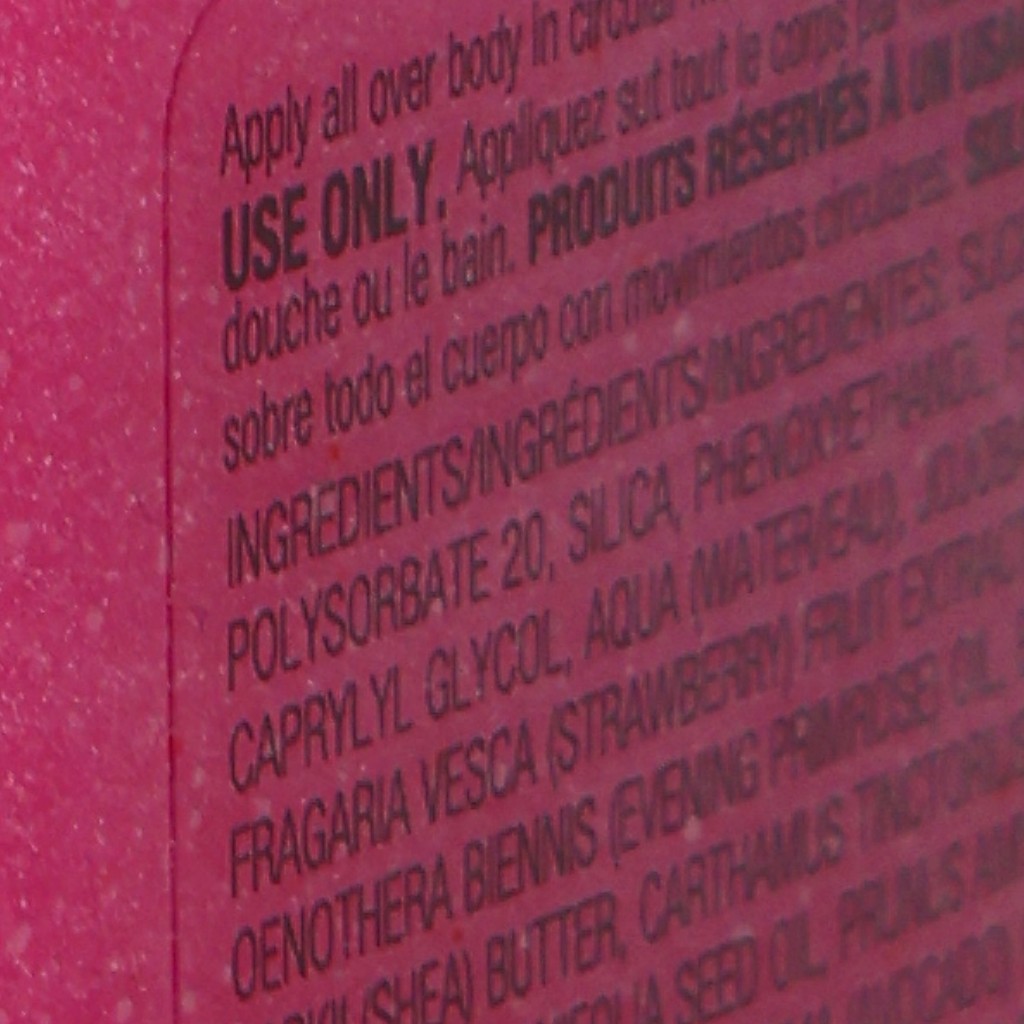 Apply all over body in circular
USE ONLY. Appliquez sut tout le corps par
douche ou le bain. PRODUITS RÉSERVÉS À UN USAGE
sobre todo el cuerpo con movimientos circulares.
INGREDIENTS/INGRÉDIENTS/INGREDIENTES:
POLYSORBATE 20, SILICA, PHENOXYETHANOL,
CAPRYLYL GLYCOL, AQUA (WATER/EAU), JOJOBA
FRAGARIA VESCA (STRAWBERRY) FRUIT EXTRACT
OENOTHERA BIENNIS (EVENING PRIMROSE) OIL,
(SHEA) BUTTER, CARTHAMUS TINCTORIUS
SEED OIL, PRUNUS
(AVOCADO)